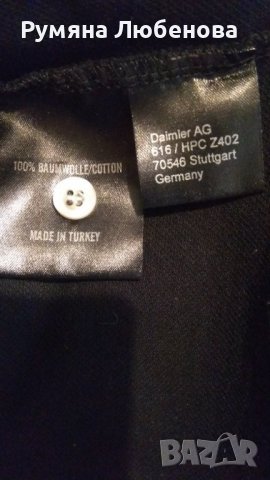 Румяна Любенова
Daimler AG
616 / HPC Z402
70546 Stuttgart
Germany
100% BAUMWOLLE/COTTON
MADE IN TURKEY
BAZAR